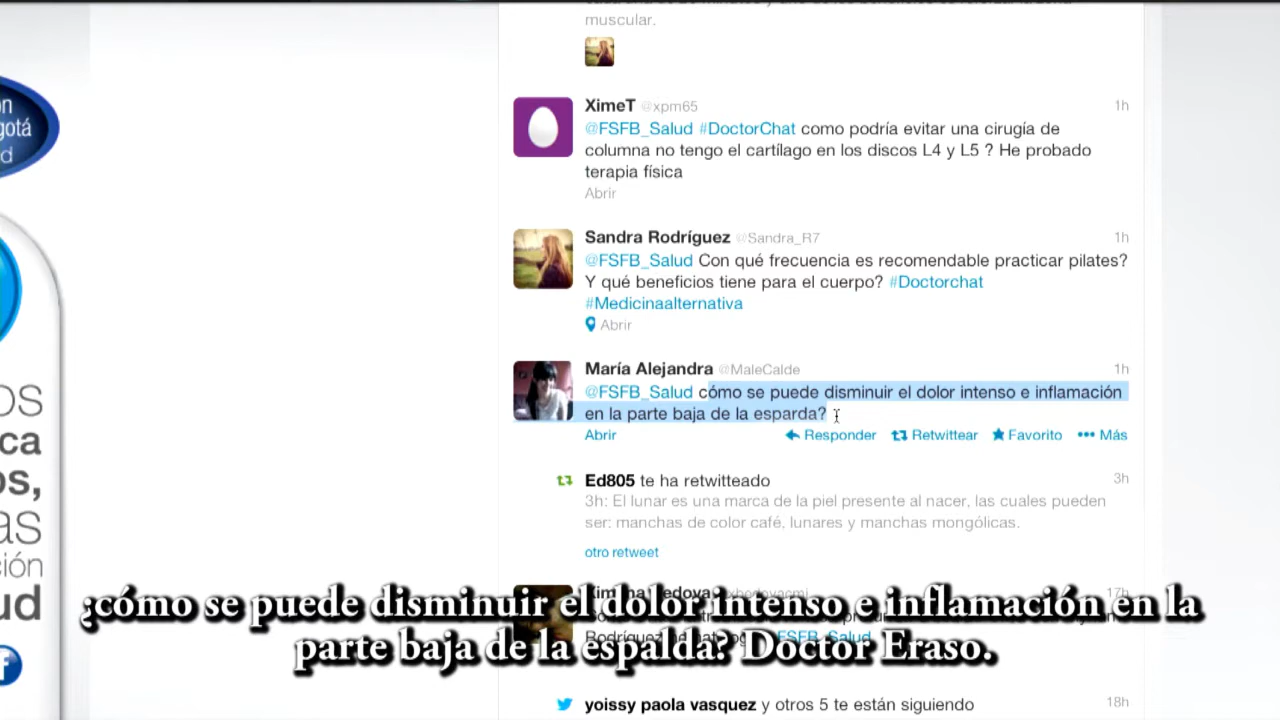 muscular.
XimeT @xpm65 1h
@FSFB_Salud #DoctorChat como podría evitar una cirugía de
columna no tengo el cartílago en los discos L4 y L5 ? He probado
terapia física
Abrir
Sandra Rodríguez @Sandra_R7 1h
@FSFB_Salud Con qué frecuencia es recomendable practicar pilates?
Y qué beneficios tiene para el cuerpo? #Doctorchat
#Medicinaalternativa
Abrir
María Alejandra @MaleCalde 1h
@FSFB_Salud cómo se puede disminuir el dolor intenso e inflamación
en la parte baja de la esparda?
Abrir Responder Retwittear Favorito Más
Ed805 te ha retwitteado 3h
3h: El lunar es una marca de la piel presente al nacer, las cuales pueden
ser: manchas de color café, lunares y manchas mongólicas.
otro retweet
17h
@FSFB_Salud
¿cómo se puede disminuir el dolor intenso e inflamación en la
parte baja de la espalda? Doctor Eraso.
yoissy paola vasquez y otros 5 te están siguiendo 18h